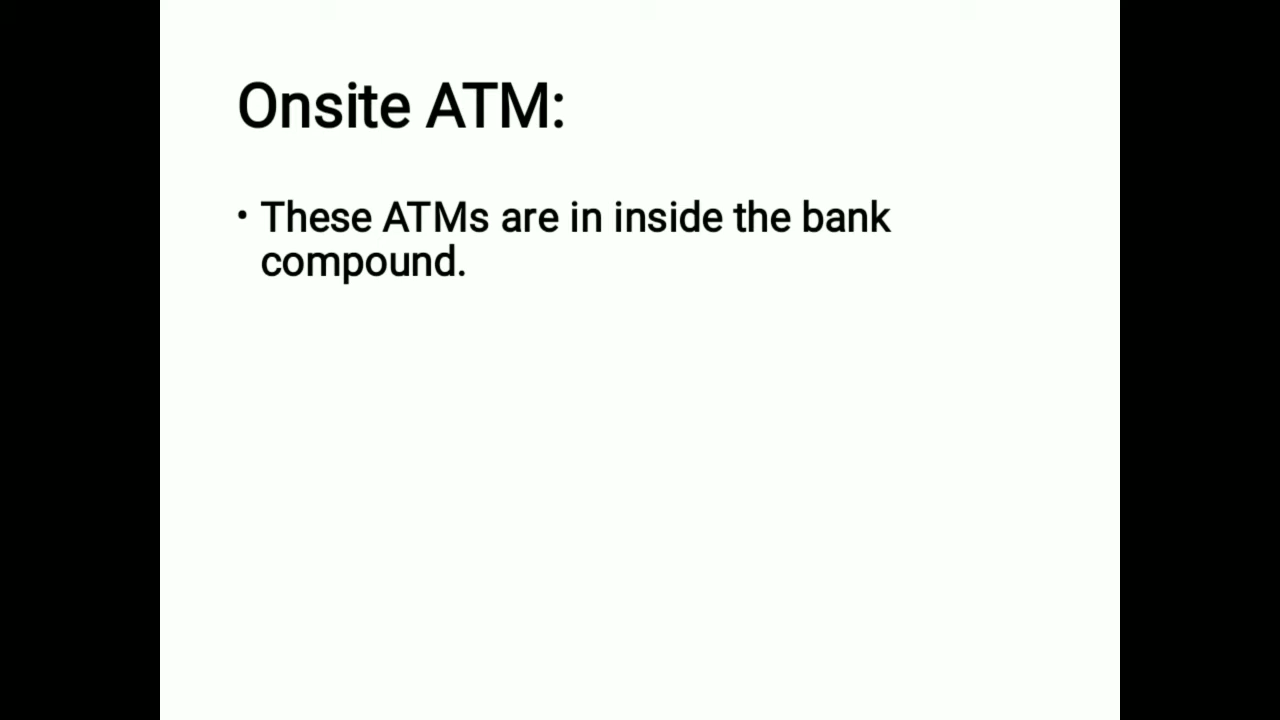 Onsite ATM:
• These ATMs are in inside the bank
compound.